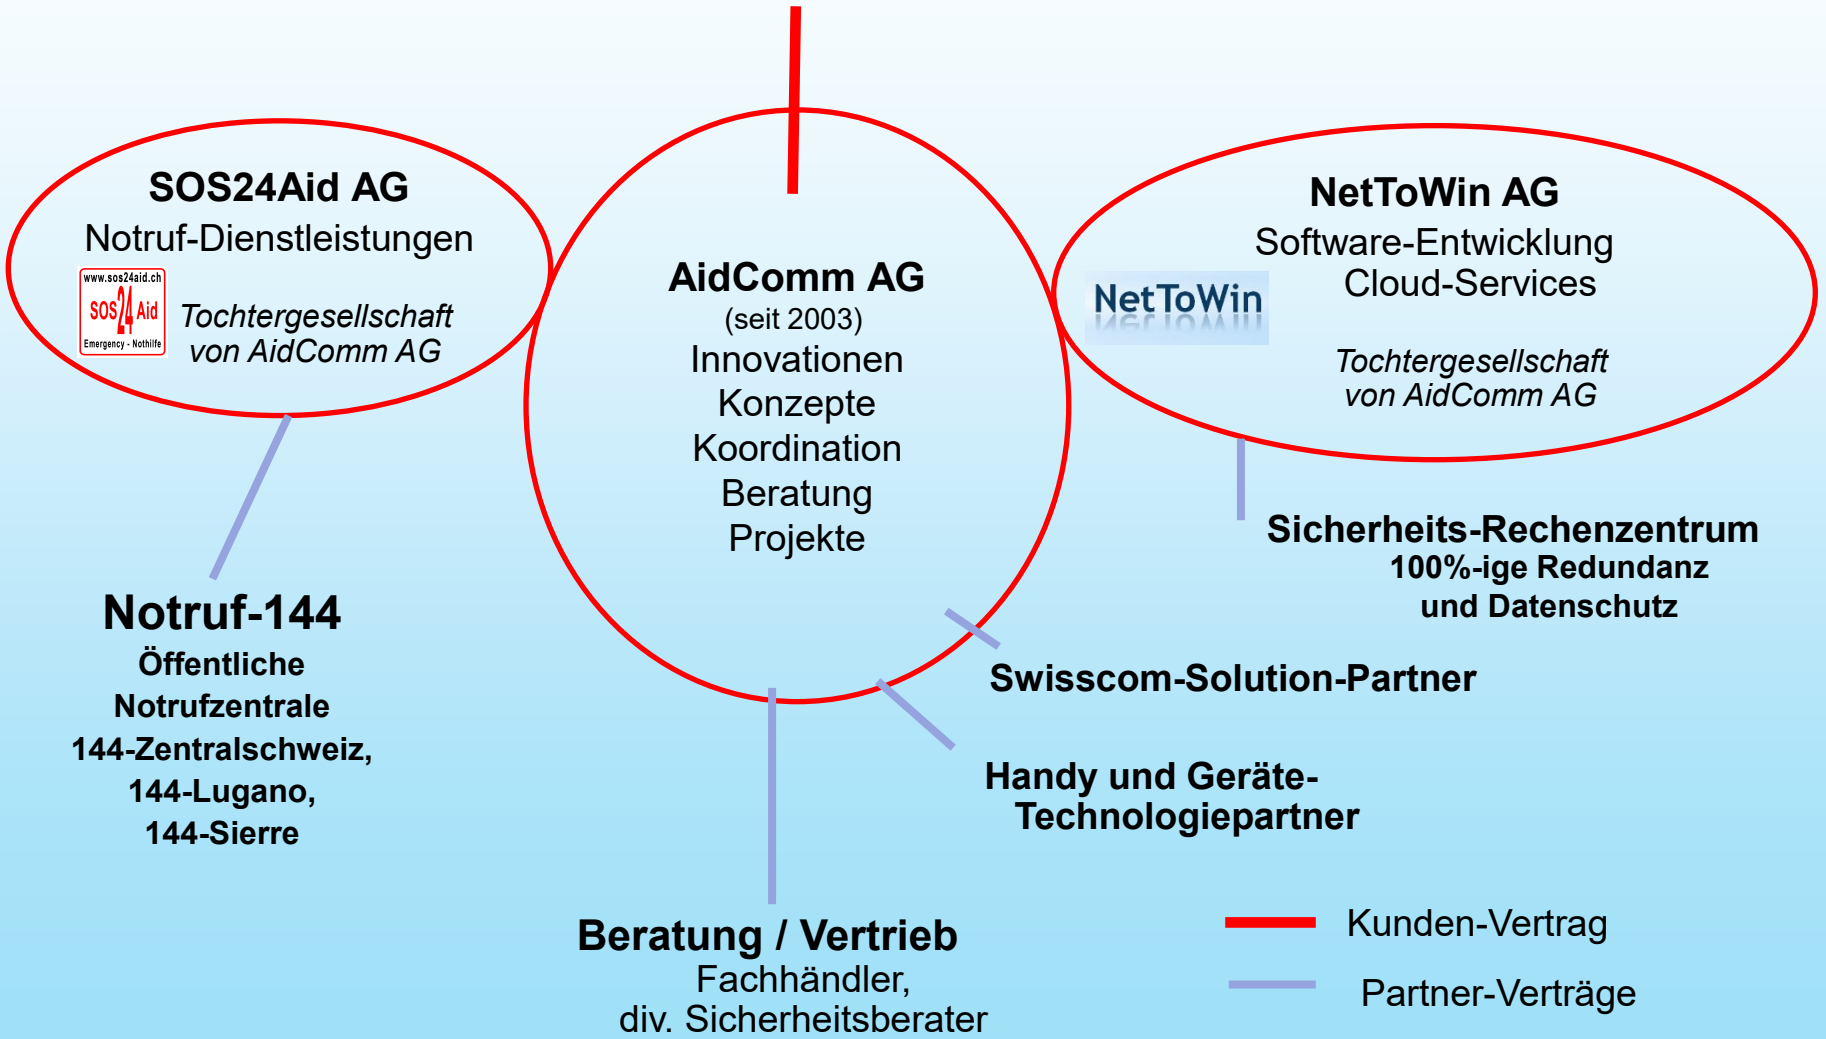 SOS24Aid AG
Notruf-Dienstleistungen
www.sos24aid.ch
SOS 24 Aid
Emergency - Nothilfe
Tochtergesellschaft
von AidComm AG
AidComm AG
(seit 2003)
Innovationen
Konzepte
Koordination
Beratung
Projekte
NetToWin AG
Software-Entwicklung
Cloud-Services
NetToWin
Tochtergesellschaft
von AidComm AG
Notruf-144
Öffentliche
Notrufzentrale
144-Zentralschweiz,
144-Lugano,
144-Sierre
Sicherheits-Rechenzentrum
100%-ige Redundanz
und Datenschutz
Swisscom-Solution-Partner
Handy und Geräte-
Technologiepartner
Beratung / Vertrieb
Fachhändler,
div. Sicherheitsberater
Kunden-Vertrag
Partner-Verträge